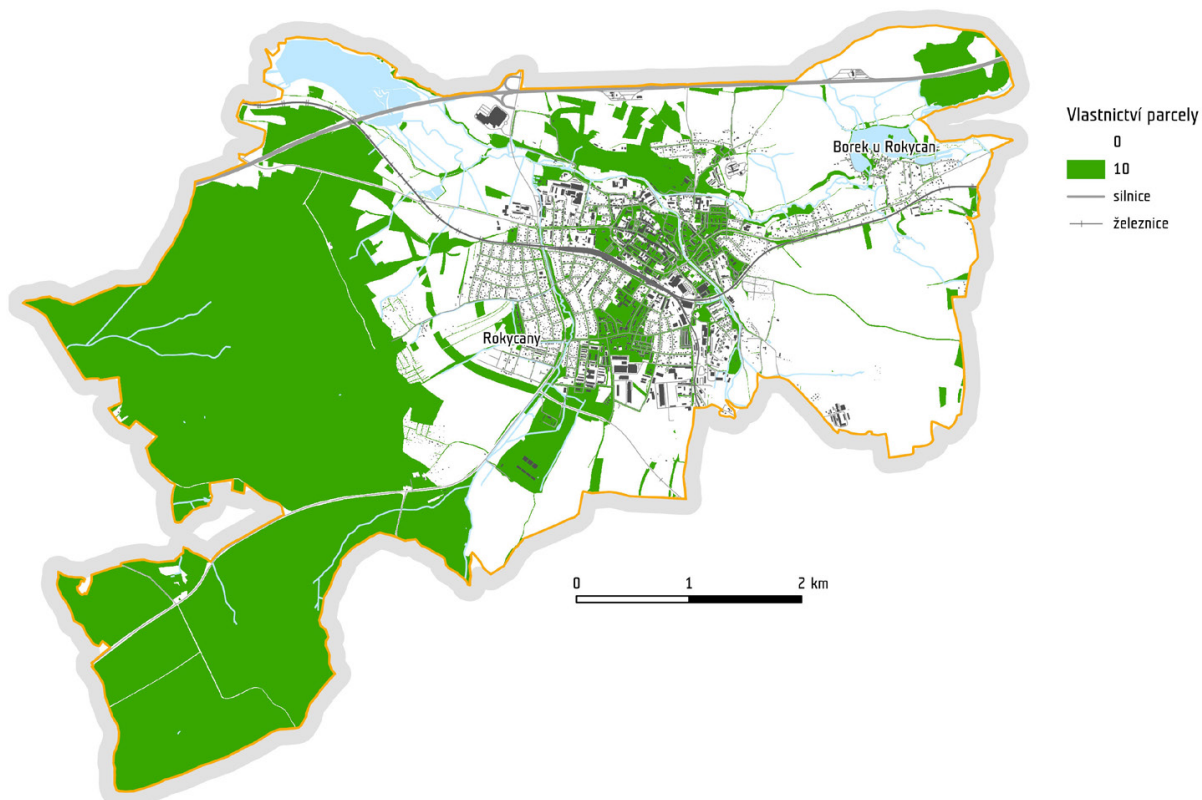 Vlastnictví parcely
0
10
silnice
železnice
Borek u Rokycan
Rokycany
0 1 2 km